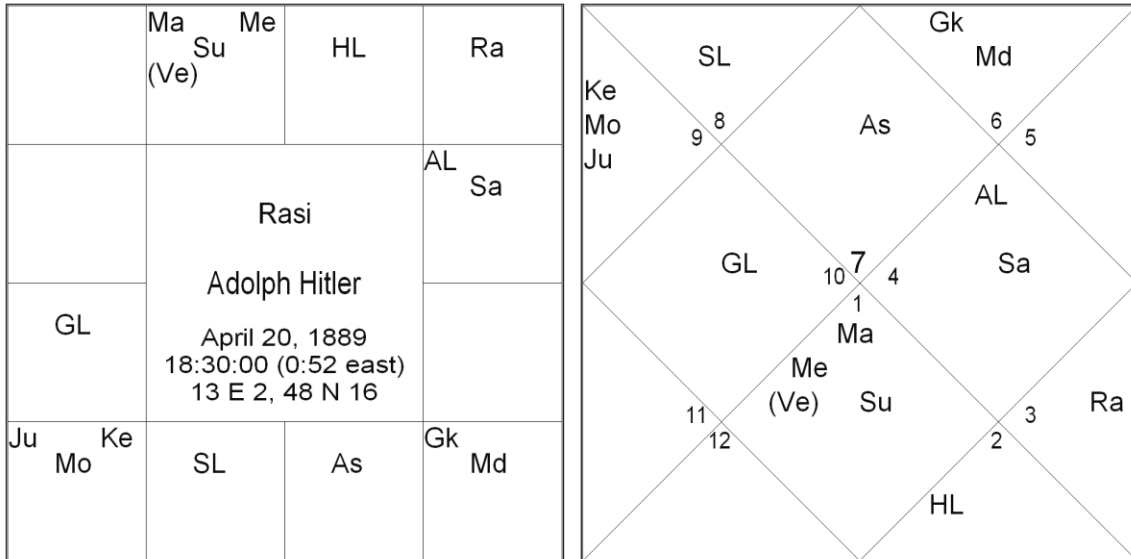 Ma Me
Su
(Ve)
HL
Ra
AL
Sa
Rasi
Adolph Hitler
April 20, 1889
18:30:00 (0:52 east)
13 E 2, 48 N 16
GL
Ju Ke
Mo
SL
As
Gk
Md
Gk
Md
SL
Ke
Mo
Ju
As
8
9
6
5
AL
GL
10
7
4
Sa
1
Ma
Me
(Ve) Su
11
12
3
2
Ra
HL